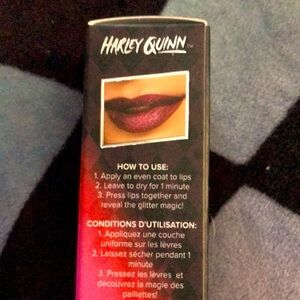 HARLEY QUINN™
HOW TO USE:
1. Apply an even coat to lips
2. Leave to dry for 1 minute
3. Press lips together and
reveal the glitter magic!
CONDITIONS D'UTILISATION:
1. Appliquez une couche
uniforme sur les lèvres
2. Laissez sécher pendant 1
minute
3. Pressez les lèvres et
découvrez la magie des
paillettes!